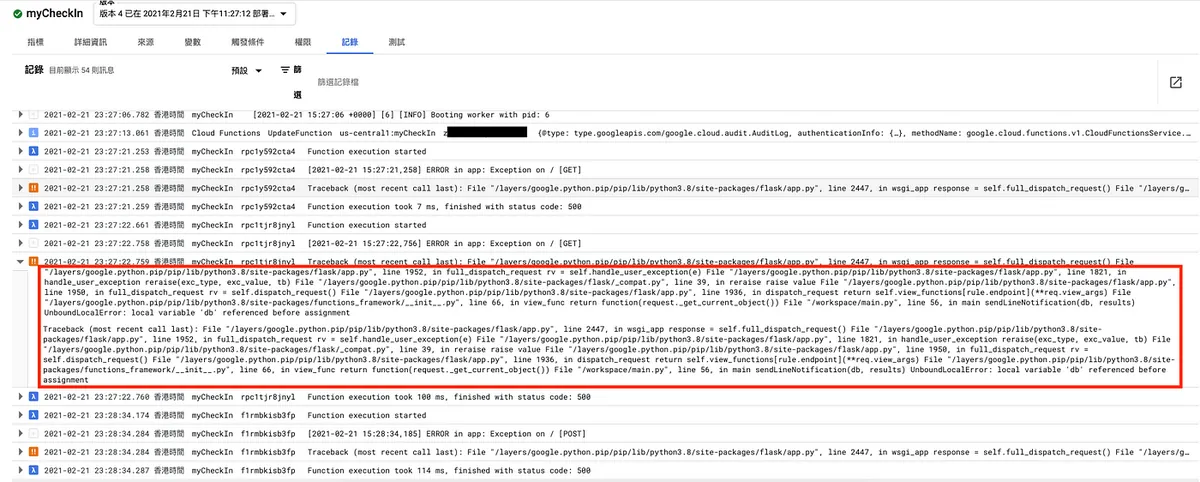 myCheckIn
版本
版本 4 已在 2021年2月21日 下午11:27:12 部署...
指標 詳細資訊 來源 變數 觸發條件 權限 記錄 測試
記錄 目前顯示 54 則訊息 預設 篩選 篩選記錄檔
2021-02-21 23:27:06.782 香港時間 myCheckIn [2021-02-21 15:27:06 +0000] [6] [INFO] Booting worker with pid: 6
2021-02-21 23:27:13.061 香港時間 Cloud Functions UpdateFunction us-central1:myCheckIn z {@type: type.googleapis.com/google.cloud.audit.AuditLog, authenticationInfo: {…}, methodName: google.cloud.functions.v1.CloudFunctionsService.…
2021-02-21 23:27:21.253 香港時間 myCheckIn rpc1y592cta4 Function execution started
2021-02-21 23:27:21.258 香港時間 myCheckIn rpc1y592cta4 [2021-02-21 15:27:21,258] ERROR in app: Exception on / [GET]
2021-02-21 23:27:21.258 香港時間 myCheckIn rpc1y592cta4 Traceback (most recent call last): File "/layers/google.python.pip/pip/lib/python3.8/site-packages/flask/app.py", line 2447, in wsgi_app response = self.full_dispatch_request() File "/layers/g…
2021-02-21 23:27:21.259 香港時間 myCheckIn rpc1y592cta4 Function execution took 7 ms, finished with status code: 500
2021-02-21 23:27:22.661 香港時間 myCheckIn rpc1tjr8jnyl Function execution started
2021-02-21 23:27:22.758 香港時間 myCheckIn rpc1tjr8jnyl [2021-02-21 15:27:22,756] ERROR in app: Exception on / [GET]
2021-02-21 23:27:22.759 香港時間 myCheckIn rpc1tjr8jnyl Traceback (most recent call last): File "/layers/google.python.pip/pip/lib/python3.8/site-packages/flask/app.py", line 2447, in wsgi_app response = self.full_dispatch_request() File
"/layers/google.python.pip/pip/lib/python3.8/site-packages/flask/app.py", line 1952, in full_dispatch_request rv = self.handle_user_exception(e) File "/layers/google.python.pip/pip/lib/python3.8/site-packages/flask/app.py", line 1821, in
handle_user_exception reraise(exc_type, exc_value, tb) File "/layers/google.python.pip/pip/lib/python3.8/site-packages/flask/_compat.py", line 39, in reraise raise value File "/layers/google.python.pip/pip/lib/python3.8/site-packages/flask/app.py",
line 1950, in full_dispatch_request rv = self.dispatch_request() File "/layers/google.python.pip/pip/lib/python3.8/site-packages/flask/app.py", line 1936, in dispatch_request return self.view_functions[rule.endpoint](**req.view_args) File
"/layers/google.python.pip/pip/lib/python3.8/site-packages/functions_framework/__init__.py", line 66, in view_func return function(request._get_current_object()) File "/workspace/main.py", line 56, in main sendLineNotification(db, results)
UnboundLocalError: local variable 'db' referenced before assignment
Traceback (most recent call last): File "/layers/google.python.pip/pip/lib/python3.8/site-packages/flask/app.py", line 2447, in wsgi_app response = self.full_dispatch_request() File "/layers/google.python.pip/pip/lib/python3.8/site-
packages/flask/app.py", line 1952, in full_dispatch_request rv = self.handle_user_exception(e) File "/layers/google.python.pip/pip/lib/python3.8/site-packages/flask/app.py", line 1821, in handle_user_exception reraise(exc_type, exc_value, tb) File
"/layers/google.python.pip/pip/lib/python3.8/site-packages/flask/_compat.py", line 39, in reraise raise value File "/layers/google.python.pip/pip/lib/python3.8/site-packages/flask/app.py", line 1950, in full_dispatch_request rv =
self.dispatch_request() File "/layers/google.python.pip/pip/lib/python3.8/site-packages/flask/app.py", line 1936, in dispatch_request return self.view_functions[rule.endpoint](**req.view_args) File "/layers/google.python.pip/pip/lib/python3.8/site-
packages/functions_framework/__init__.py", line 66, in view_func return function(request._get_current_object()) File "/workspace/main.py", line 56, in main sendLineNotification(db, results) UnboundLocalError: local variable 'db' referenced before
assignment
2021-02-21 23:27:22.760 香港時間 myCheckIn rpc1tjr8jnyl Function execution took 100 ms, finished with status code: 500
2021-02-21 23:28:34.174 香港時間 myCheckIn f1rmbkisb3fp Function execution started
2021-02-21 23:28:34.284 香港時間 myCheckIn f1rmbkisb3fp [2021-02-21 15:28:34,185] ERROR in app: Exception on / [POST]
2021-02-21 23:28:34.284 香港時間 myCheckIn f1rmbkisb3fp Traceback (most recent call last): File "/layers/google.python.pip/pip/lib/python3.8/site-packages/flask/app.py", line 2447, in wsgi_app response = self.full_dispatch_request() File "/layers/g…
2021-02-21 23:28:34.287 香港時間 myCheckIn f1rmbkisb3fp Function execution took 114 ms, finished with status code: 500